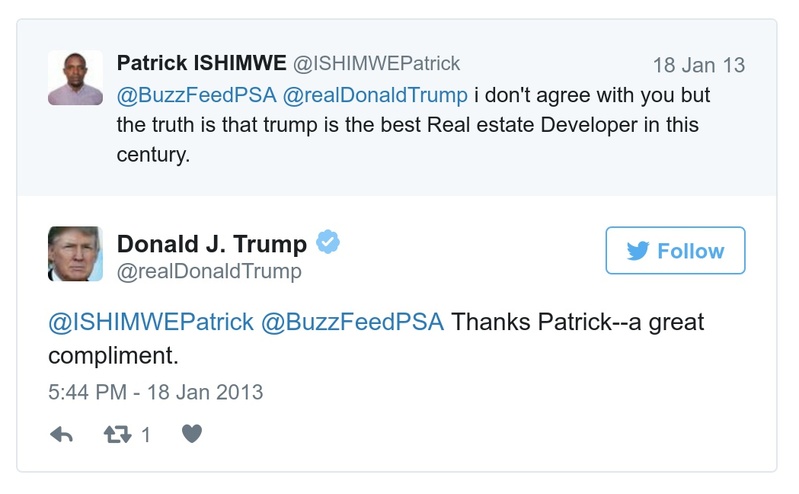 Patrick ISHIMWE @ISHIMWEPatrick 18 Jan 13
@BuzzFeedPSA @realDonaldTrump i don't agree with you but
the truth is that trump is the best Real estate Developer in this
century.
Donald J. Trump
@realDonaldTrump
Follow
@ISHIMWEPatrick @BuzzFeedPSA Thanks Patrick--a great
compliment.
5:44 PM - 18 Jan 2013
1